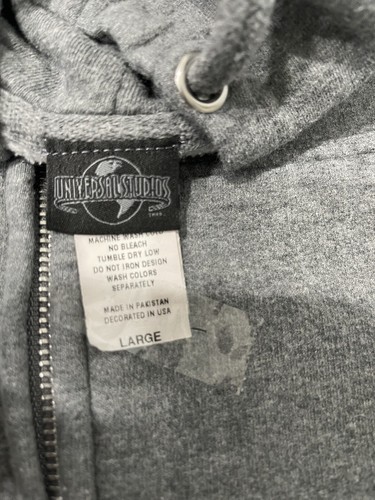 UNIVERSAL STUDIOS
MACHINE WASH COLD
NO BLEACH
TUMBLE DRY LOW
DO NOT IRON DESIGN
WASH COLORS
SEPARATELY
MADE IN PAKISTAN
DECORATED IN USA
LARGE